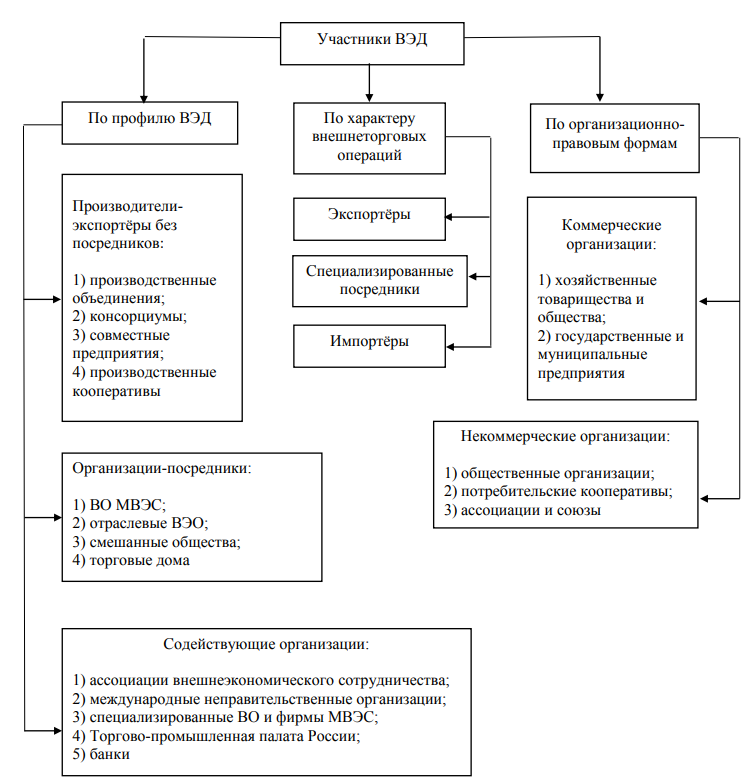 Участники ВЭД
По профилю ВЭД
По характеру
внешнеторговых
операций
По организационно-
правовым формам
Производители-
экспортёры без
посредников:
1) производственные
объединения;
2) консорциумы;
3) совместные
предприятия;
4) производственные
кооперативы
Экспортёры
Специализированные
посредники
Импортёры
Коммерческие
организации:
1) хозяйственные
товарищества и
общества;
2) государственные и
муниципальные
предприятия
Некоммерческие организации:
1) общественные организации;
2) потребительские кооперативы;
3) ассоциации и союзы
Организации-посредники:
1) ВО МВЭС;
2) отраслевые ВЭО;
3) смешанные общества;
4) торговые дома
Содействующие организации:
1) ассоциации внешнеэкономического сотрудничества;
2) международные неправительственные организации;
3) специализированные ВО и фирмы МВЭС;
4) Торгово-промышленная палата России;
5) банки